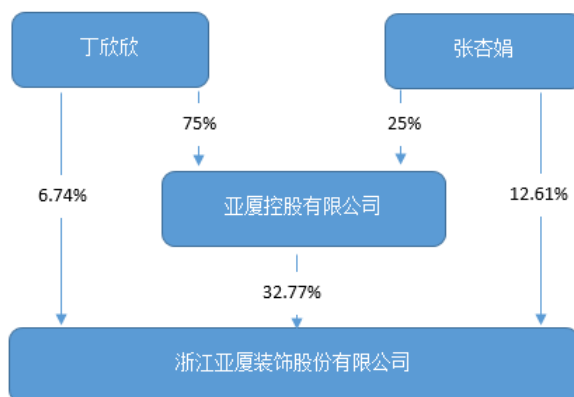 丁欣欣
张杏娟
75%
25%
6.74%
12.61%
亚厦控股有限公司
32.77%
浙江亚厦装饰股份有限公司